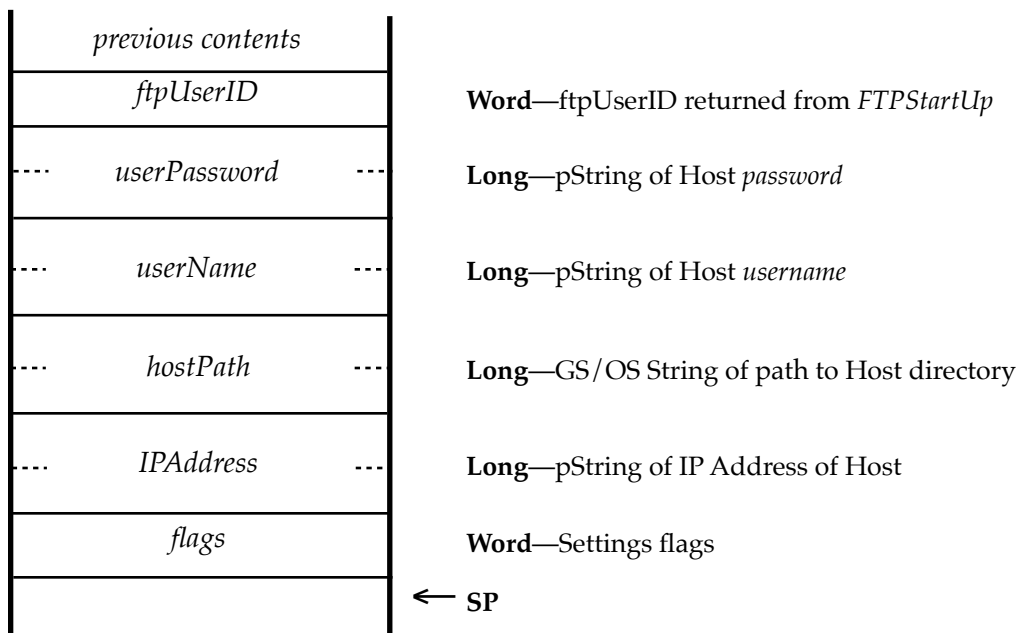 previous contents
ftpUserID
Word—ftpUserID returned from FTPStartUp
userPassword
Long—pString of Host password
userName
Long—pString of Host username
hostPath
Long—GS/OS String of path to Host directory
IPAddress
Long—pString of IP Address of Host
flags
Word—Settings flags
SP